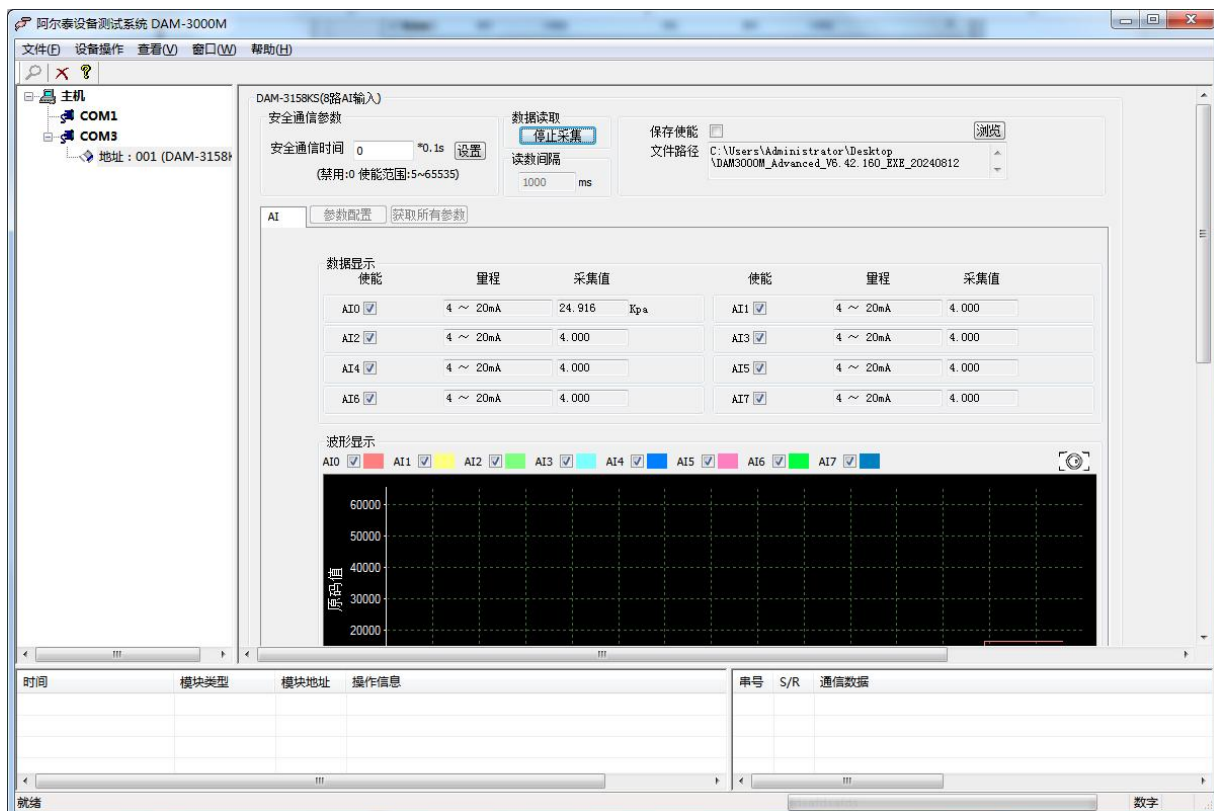 阿尔泰设备测试系统 DAM-3000M
文件(F) 设备操作 查看(V) 窗口(W) 帮助(H)
主机
COM1
COM3
地址：001 (DAM-3158K
DAM-3158KS(8路AI输入)
安全通信参数
安全通信时间 0 *0.1s 设置
(禁用:0 使能范围:5~65535)
数据读取
停止采集
读数间隔
1000 ms
保存使能 浏览
文件路径 C:\Users\Administrator\Desktop
\DAM3000M_Advanced_V6.42.160_EXE_20240812
AI 参数配置 获取所有参数
数据显示
使能 量程 采集值 使能 量程 采集值
AI0 4 ～ 20mA 24.916 Kpa AI1 4 ～ 20mA 4.000
AI2 4 ～ 20mA 4.000 AI3 4 ～ 20mA 4.000
AI4 4 ～ 20mA 4.000 AI5 4 ～ 20mA 4.000
AI6 4 ～ 20mA 4.000 AI7 4 ～ 20mA 4.000
波形显示
AI0 AI1 AI2 AI3 AI4 AI5 AI6 AI7
60000
50000
40000
30000
20000
原码值
时间 模块类型 模块地址 操作信息 串号 S/R 通信数据
就绪 数字